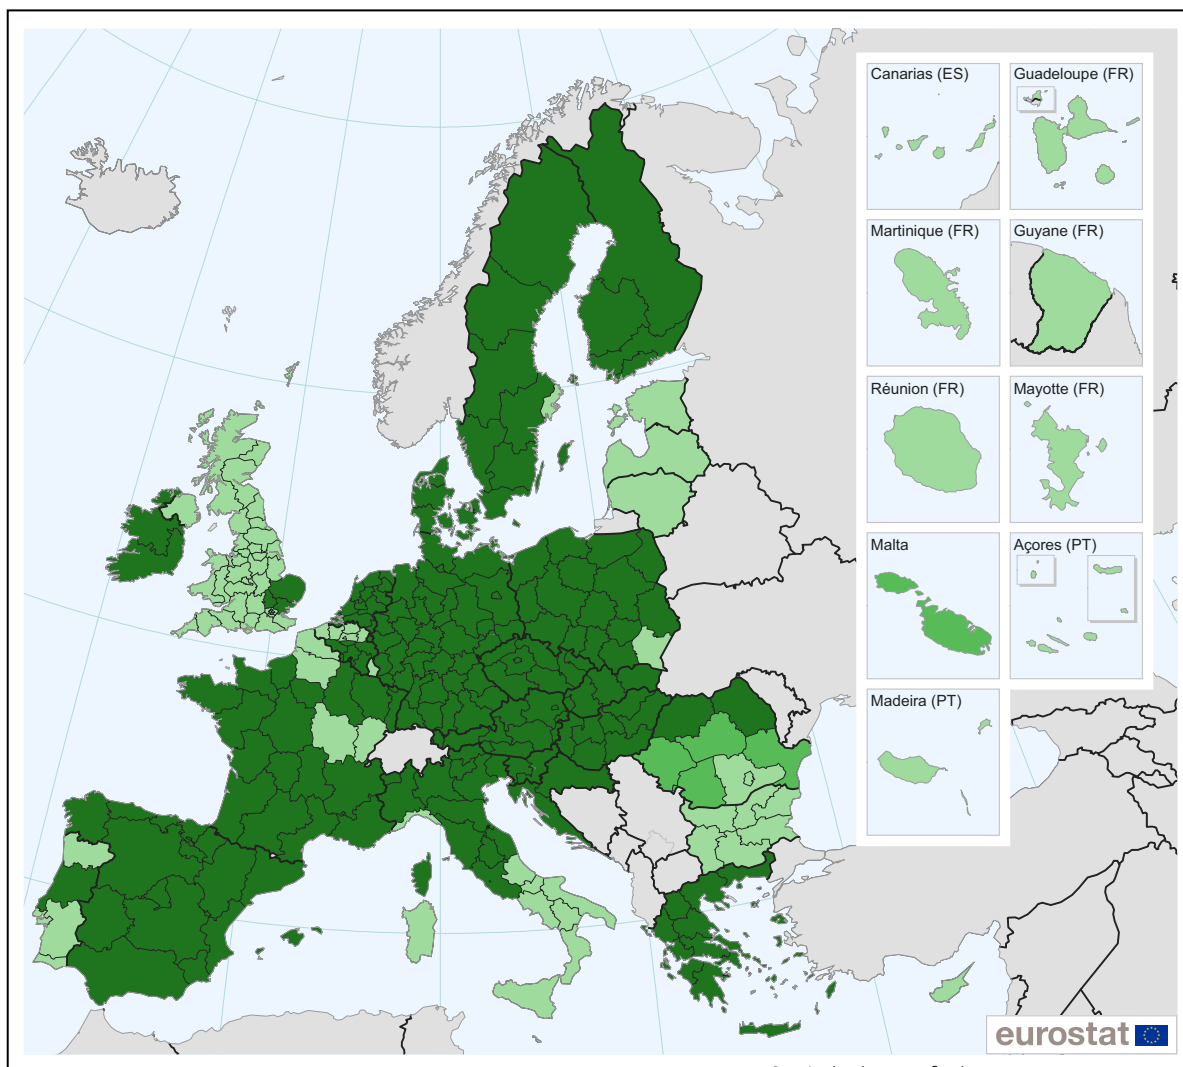 Canarias (ES)
Guadeloupe (FR)
Martinique (FR)
Guyane (FR)
Réunion (FR)
Mayotte (FR)
Malta
Açores (PT)
Madeira (PT)
eurostat